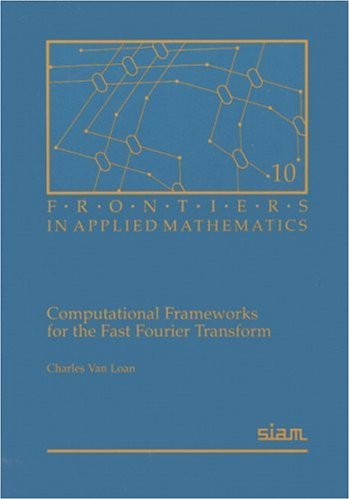 10
F·R·O·N·T·I·E·R·S
IN APPLIED MATHEMATICS
Computational Frameworks
for the Fast Fourier Transform
Charles Van Loan
siam